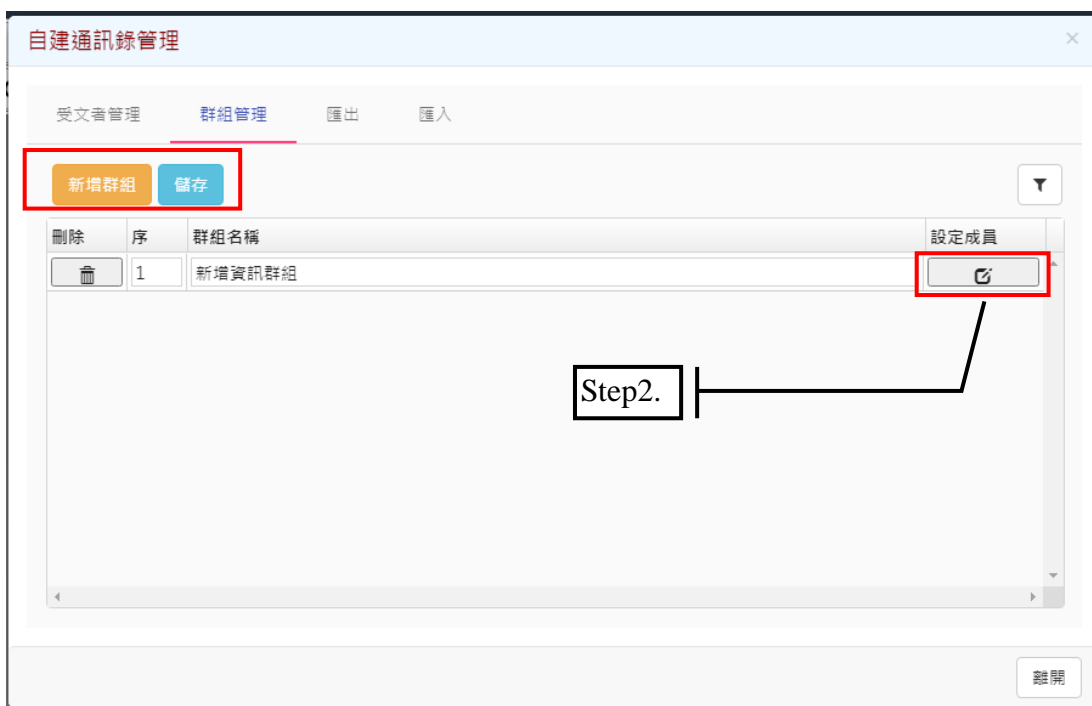 自建通訊錄管理
受文者管理 群組管理 匯出 匯入
新增群組 儲存
刪除 序 群組名稱 設定成員
1 新增資訊群組
Step2.
離開